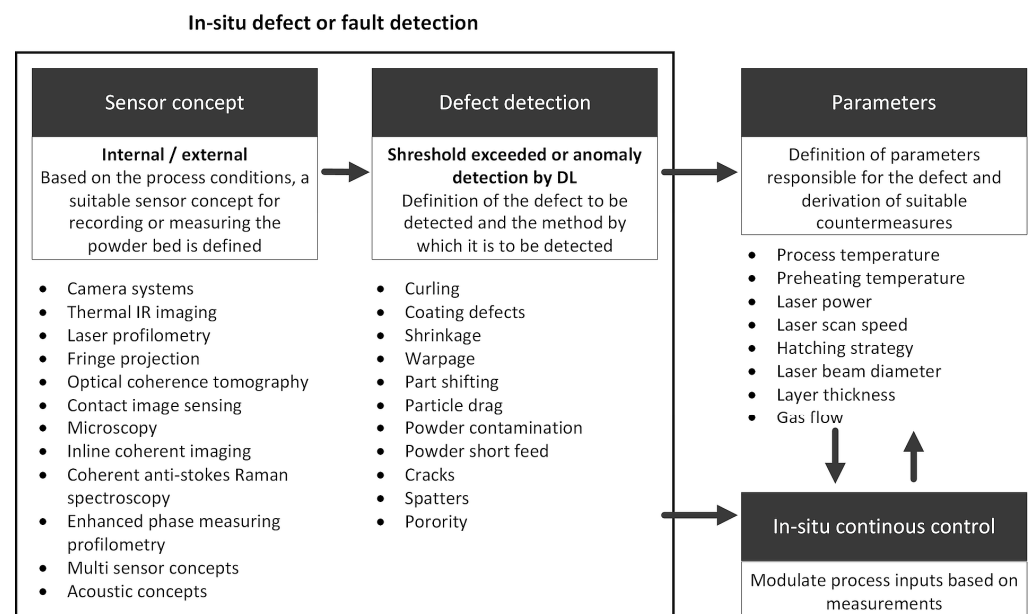 In-situ defect or fault detection
Sensor concept
Internal / external
Based on the process conditions, a
suitable sensor concept for
recording or measuring the
powder bed is defined
• Camera systems
• Thermal IR imaging
• Laser profilometry
• Fringe projection
• Optical coherence tomography
• Contact image sensing
• Microscopy
• Inline coherent imaging
• Coherent anti-stokes Raman
spectroscopy
• Enhanced phase measuring
profilometry
• Multi sensor concepts
• Acoustic concepts
Defect detection
Threshold exceeded or anomaly
detection by DL
Definition of the defect to be
detected and the method by
which it is to be detected
• Curling
• Coating defects
• Shrinkage
• Warpage
• Part shifting
• Particle drag
• Powder contamination
• Powder short feed
• Cracks
• Spatters
• Porority
Parameters
Definition of parameters
responsible for the defect and
derivation of suitable
countermeasures
• Process temperature
• Preheating temperature
• Laser power
• Laser scan speed
• Hatching strategy
• Laser beam diameter
• Layer thickness
• Gas flow
In-situ continous control
Modulate process inputs based on
measurements